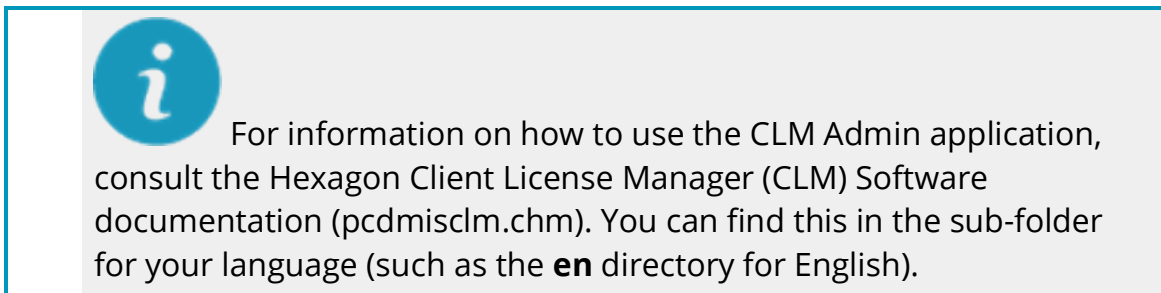 For information on how to use the CLM Admin application,
consult the Hexagon Client License Manager (CLM) Software
documentation (pcdmisclm.chm). You can find this in the sub-folder
for your language (such as the en directory for English).